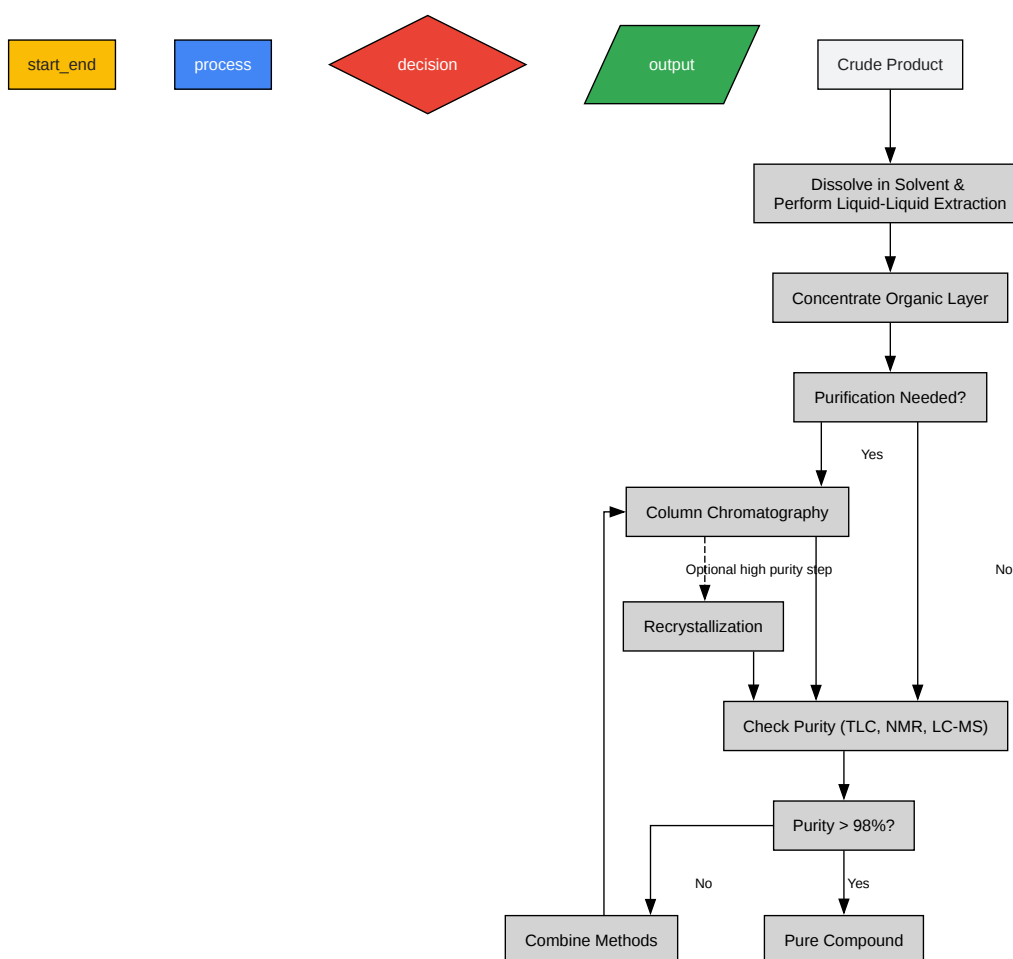 start_end
process
decision
output
Crude Product
Dissolve in Solvent &
Perform Liquid-Liquid Extraction
Concentrate Organic Layer
Purification Needed?
Yes
Column Chromatography
Optional high purity step
No
Recrystallization
Check Purity (TLC, NMR, LC-MS)
Purity > 98%?
No
Yes
Combine Methods
Pure Compound